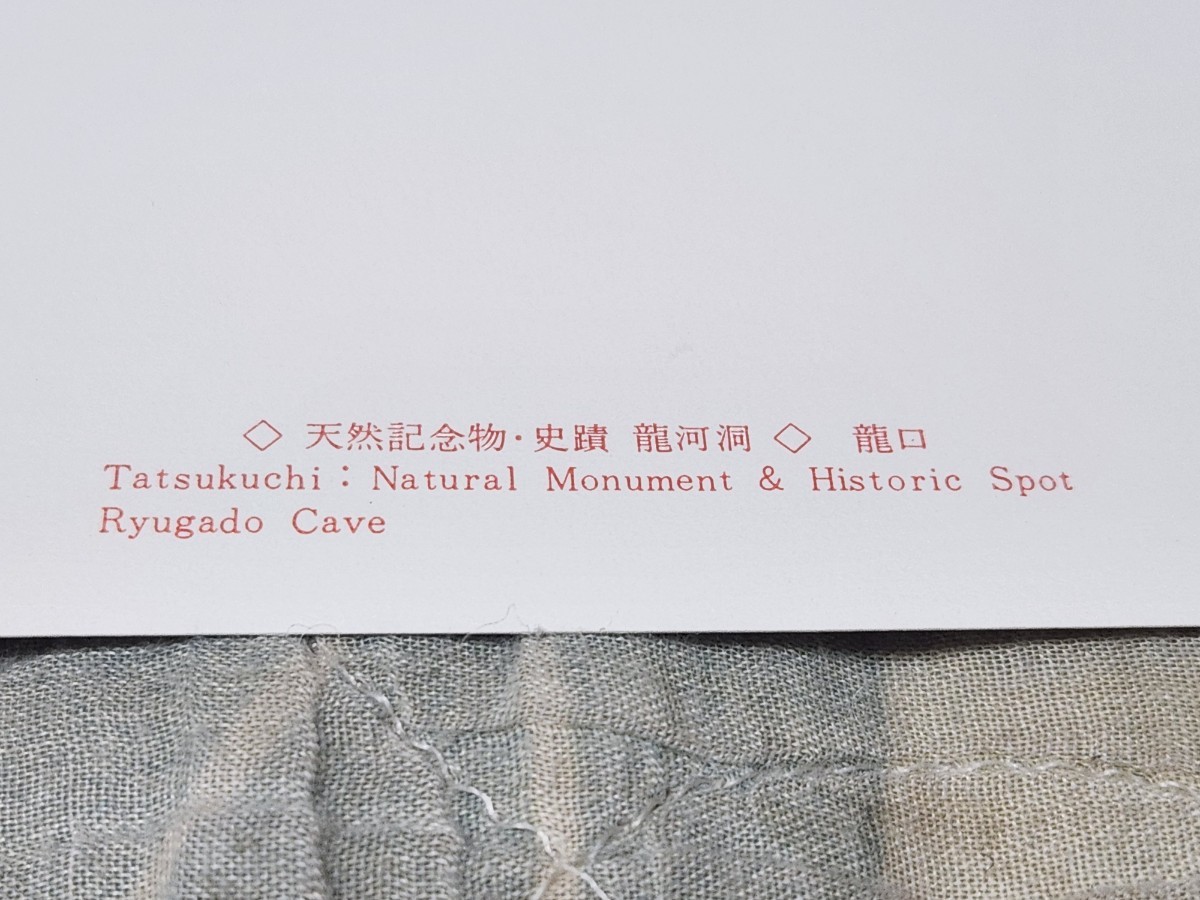 ◇ 天然記念物・史蹟 龍河洞 ◇ 龍口
Tatsukuchi: Natural Monument & Historic Spot
Ryugado Cave